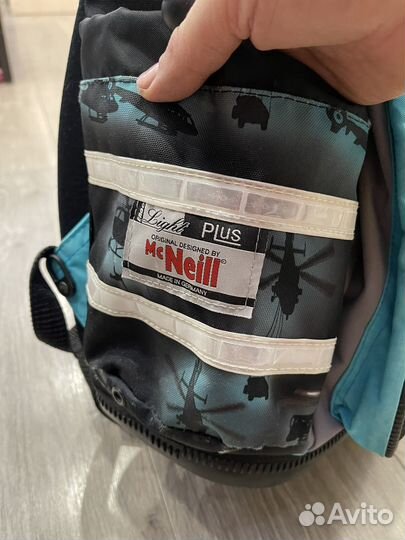 Light Plus
ORIGINAL DESIGNED BY
McNeill®
MADE IN GERMANY
Avito